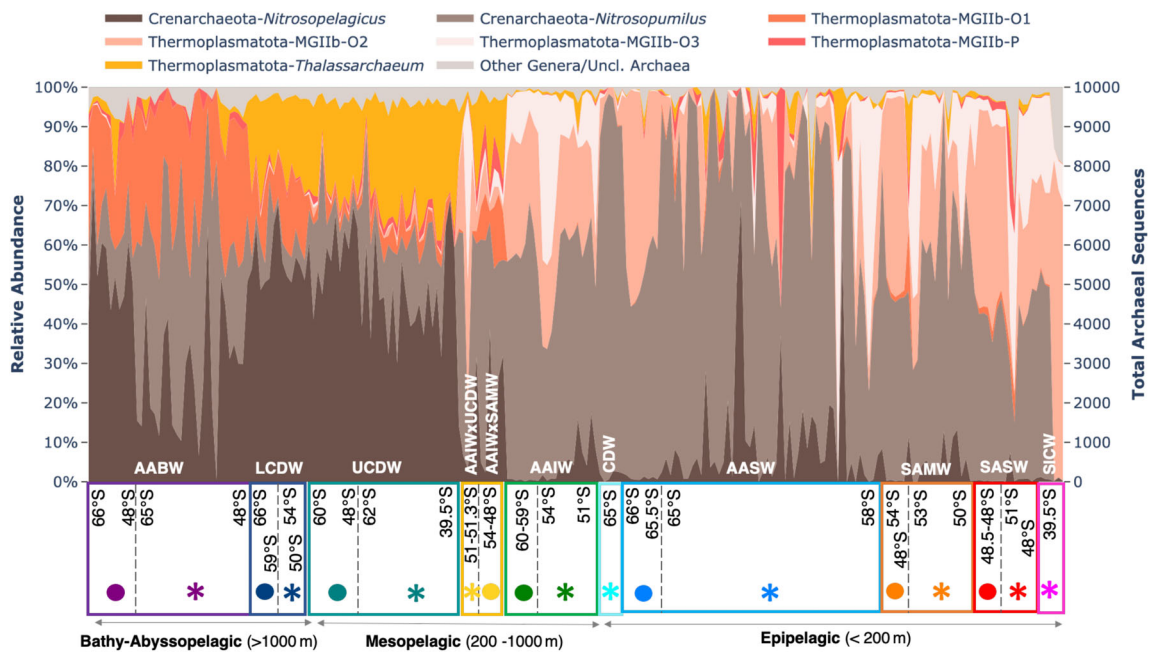 Crenarchaeota-Nitrosopelagicus Crenarchaeota-Nitrosopumilus Thermoplasmatota-MGIIb-O1
Thermoplasmatota-MGIIb-O2 Thermoplasmatota-MGIIb-O3 Thermoplasmatota-MGIIb-P
Thermoplasmatota-Thalassarchaeum Other Genera/Uncl. Archaea
Relative Abundance
100%
90%
80%
70%
60%
50%
40%
30%
20%
10%
0%
10000
9000
8000
7000
6000
5000
4000
3000
2000
1000
0
Total Archaeal Sequences
AABW
LCDW
UCDW
AAIWxUCDW
AAIWxSAMW
AAIW
CDW
AASW
SAMW
SASW
SICW
66°S
48°S
65°S
48°S
66°S
59°S
54°S
50°S
60°S
48°S
62°S
39.5°S
51-51.3°S
54-48°S
60-59°S
54°S
51°S
65°S
66°S
65.5°S
65°S
58°S
54°S
48°S
53°S
50°S
48.5-48°S
51°S
48°S
39.5°S
Bathy-Abyssopelagic (>1000 m) Mesopelagic (200 -1000 m) Epipelagic (< 200 m)